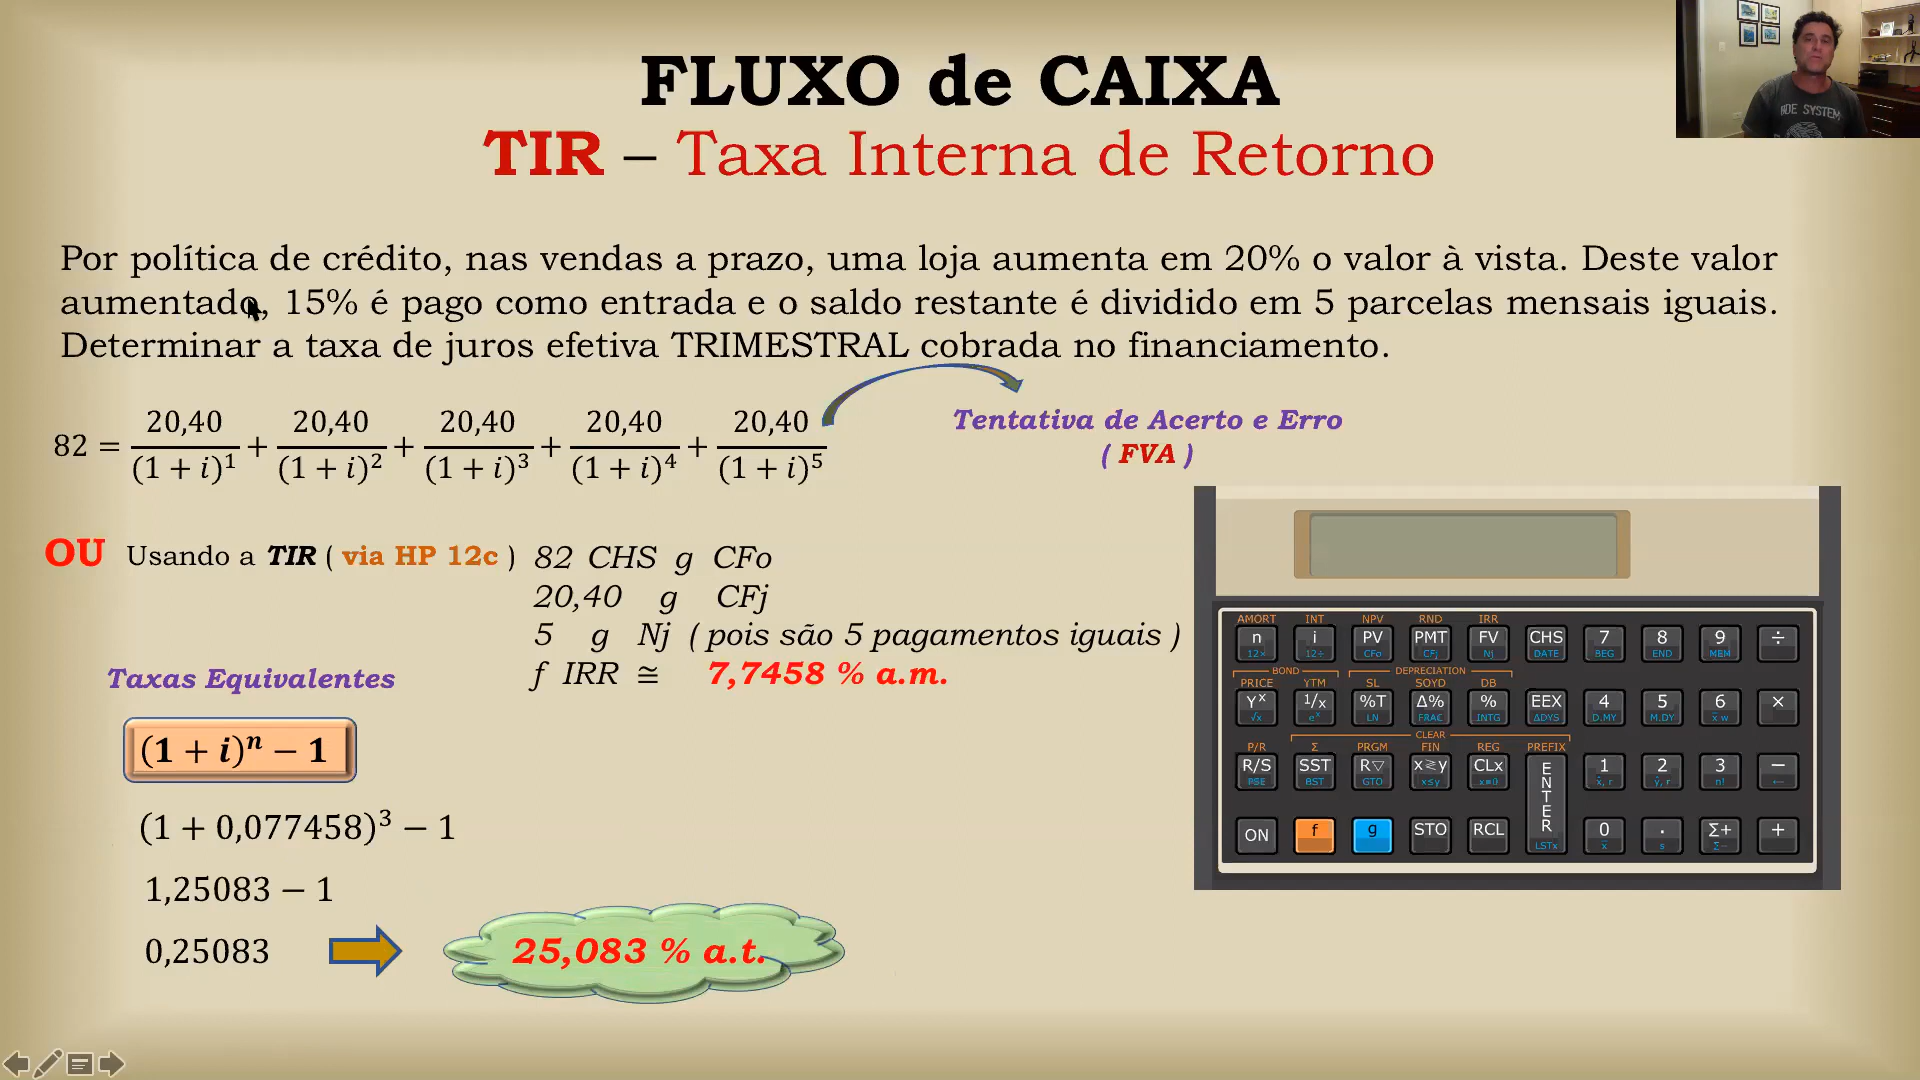 FLUXO de CAIXA
TIR – Taxa Interna de Retorno
Por política de crédito, nas vendas a prazo, uma loja aumenta em 20% o valor à vista. Deste valor
aumentado, 15% é pago como entrada e o saldo restante é dividido em 5 parcelas mensais iguais.
Determinar a taxa de juros efetiva TRIMESTRAL cobrada no financiamento.
82 = 20,40/(1 + i)^1 + 20,40/(1 + i)^2 + 20,40/(1 + i)^3 + 20,40/(1 + i)^4 + 20,40/(1 + i)^5
Tentativa de Acerto e Erro
( FVA )
OU Usando a TIR ( via HP 12c ) 82 CHS g CFo
20,40 g CFj
5 g Nj ( pois são 5 pagamentos iguais )
f IRR ≅ 7,7458 % a.m.
Taxas Equivalentes
(1 + i)^n − 1
(1 + 0,077458)^3 − 1
1,25083 − 1
0,25083
25,083 % a.t.
AMORT INT NPV RND IRR
n i PV PMT FV CHS 7 8 9 ÷
12× 12÷ CFo CFj Nj DATE BEG END MEM
BOND DEPRECIATION
PRICE YTM SL SOYD DB
Y^x 1/x %T Δ% % EEX 4 5 6 ×
√x e^x LN FRAC INTG ΔDYS D.MY M.DY x̄ w
CLEAR
P/R Σ PRGM FIN REG PREFIX
R/S SST R▽ x≷y CLx ENTER 1 2 3 −
PSE BST GTO x≤y x=0 x̂, r ŷ, r n! ←
ON f g STO RCL 0 . Σ+ +
LSTx x̄ s Σ−
BDE SYSTEM